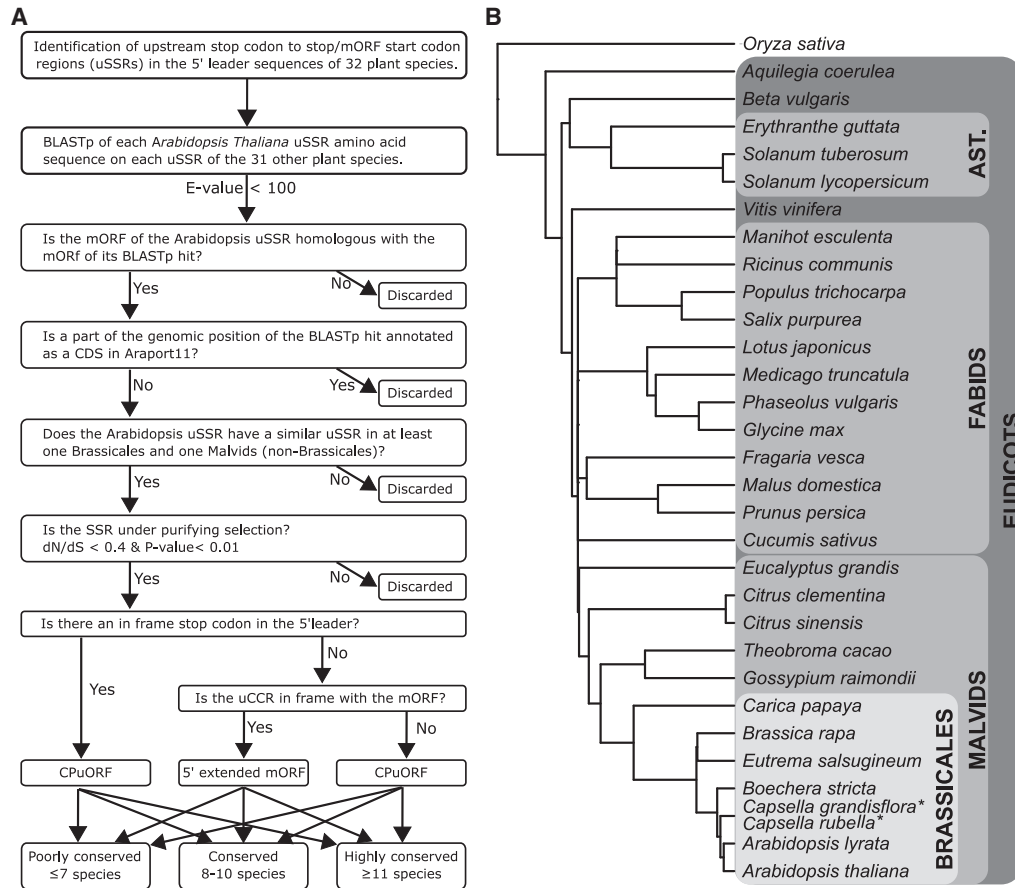 A
Identification of upstream stop codon to stop/mORF start codon
regions (uSSRs) in the 5' leader sequences of 32 plant species.
BLASTp of each Arabidopsis Thaliana uSSR amino acid
sequence on each uSSR of the 31 other plant species.
E-value < 100
Is the mORF of the Arabidopsis uSSR homologous with the
mORf of its BLASTp hit?
Yes
No
Discarded
Is a part of the genomic position of the BLASTp hit annotated
as a CDS in Araport11?
No
Yes
Discarded
Does the Arabidopsis uSSR have a similar uSSR in at least
one Brassicales and one Malvids (non-Brassicales)?
Yes
No
Discarded
Is the SSR under purifying selection?
dN/dS < 0.4 & P-value< 0.01
Yes
No
Discarded
Is there an in frame stop codon in the 5'leader?
Yes
No
Is the uCCR in frame with the mORF?
Yes
No
CPuORF
5' extended mORF
CPuORF
Poorly conserved
≤7 species
Conserved
8-10 species
Highly conserved
≥11 species
B
Oryza sativa
Aquilegia coerulea
Beta vulgaris
Erythranthe guttata
Solanum tuberosum
Solanum lycopersicum
Vitis vinifera
Manihot esculenta
Ricinus communis
Populus trichocarpa
Salix purpurea
Lotus japonicus
Medicago truncatula
Phaseolus vulgaris
Glycine max
Fragaria vesca
Malus domestica
Prunus persica
Cucumis sativus
Eucalyptus grandis
Citrus clementina
Citrus sinensis
Theobroma cacao
Gossypium raimondii
Carica papaya
Brassica rapa
Eutrema salsugineum
Boechera stricta
Capsella grandisflora*
Capsella rubella*
Arabidopsis lyrata
Arabidopsis thaliana
AST.
FABIDS
EUDICOTS
MALVIDS
BRASSICALES